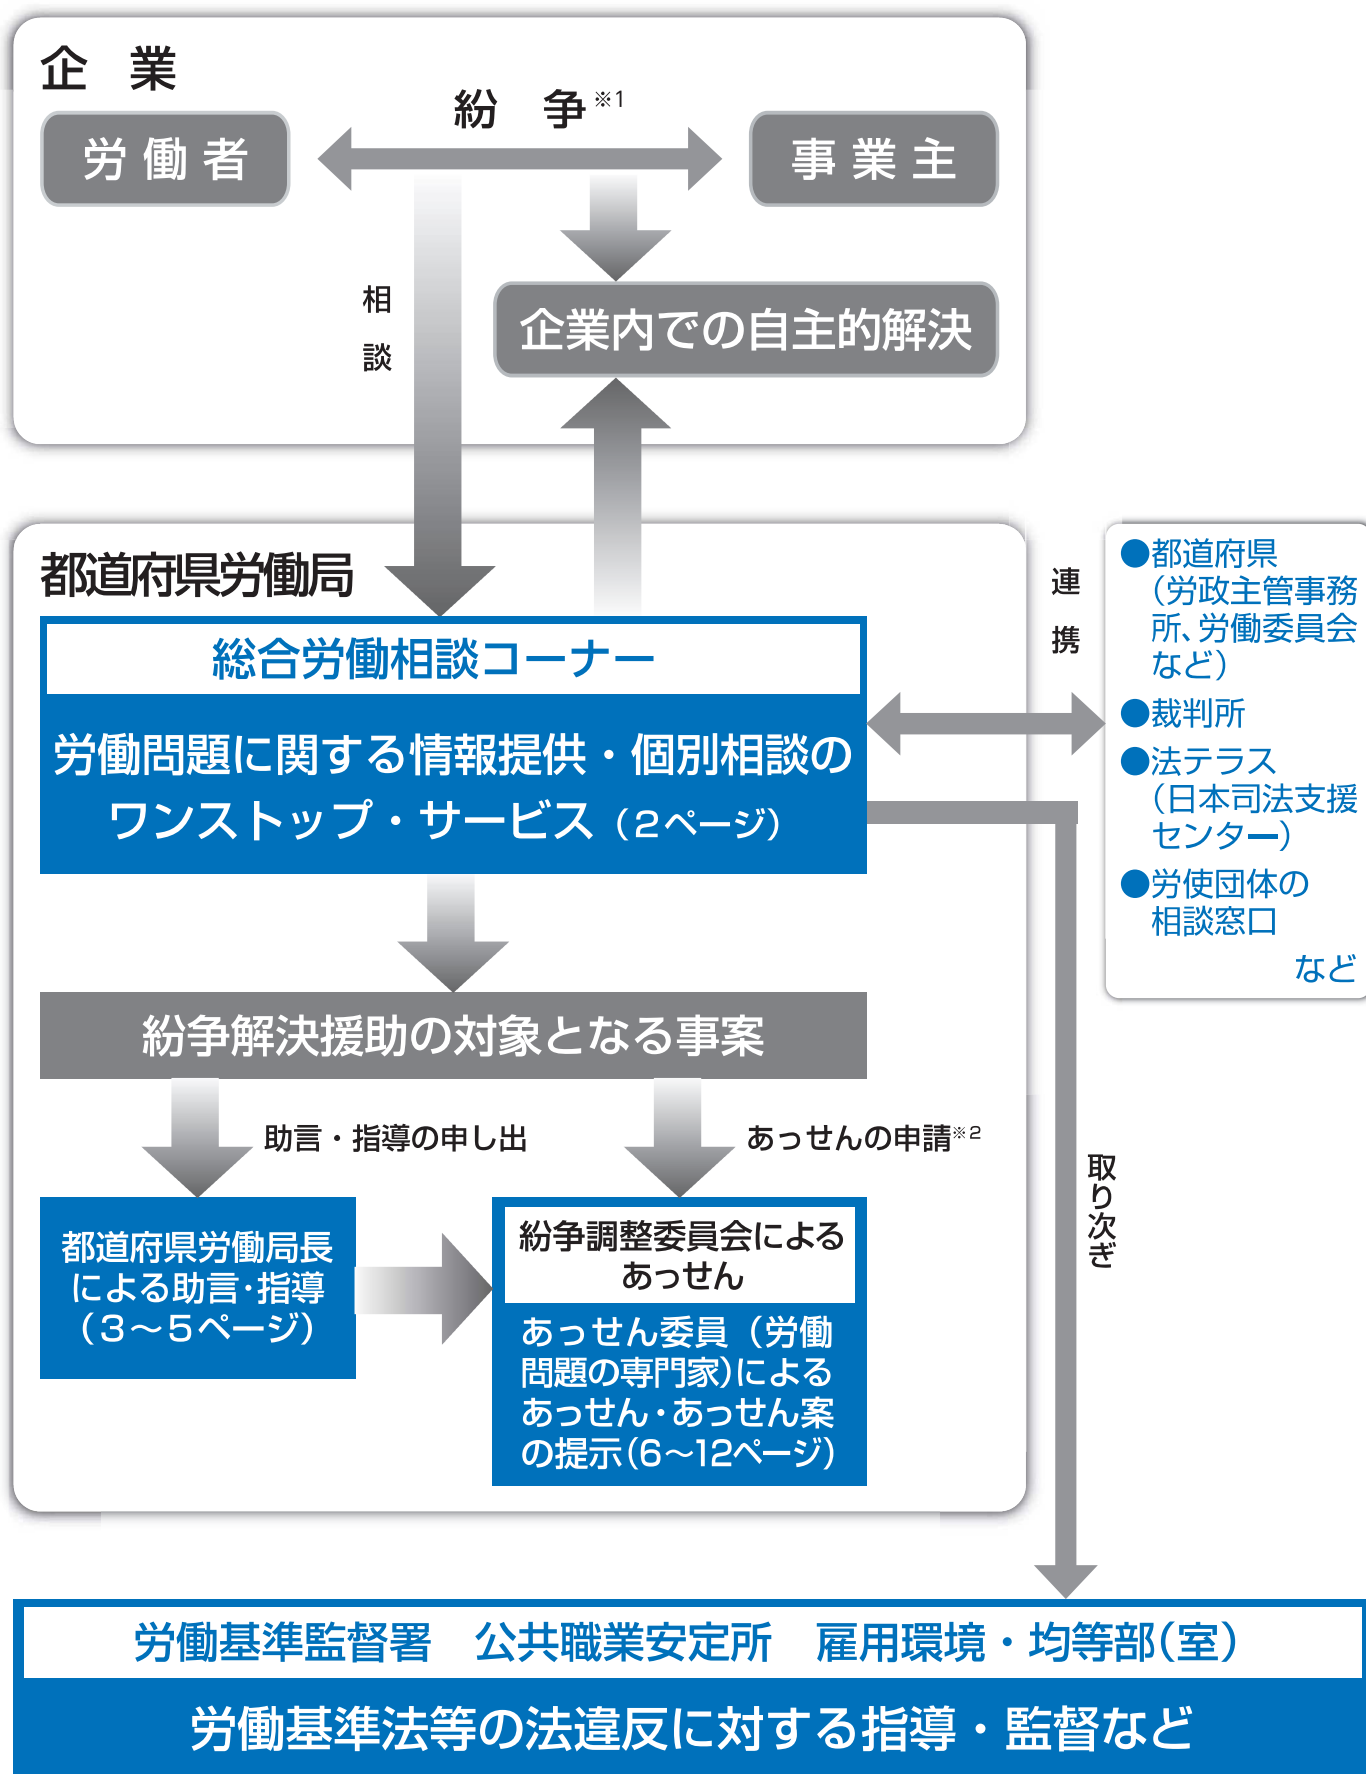 企　業
紛　争※1
労働者
事業主
相談
企業内での自主的解決
都道府県労働局
総合労働相談コーナー
労働問題に関する情報提供・個別相談の
ワンストップ・サービス（2ページ）
連携
●都道府県
（労政主管事務
所、労働委員会
など）
●裁判所
●法テラス
（日本司法支援
センター）
●労使団体の
相談窓口
など
紛争解決援助の対象となる事案
助言・指導の申し出
あっせんの申請※2
取り次ぎ
都道府県労働局長
による助言・指導
（3～5ページ）
紛争調整委員会による
あっせん
あっせん委員（労働
問題の専門家）による
あっせん・あっせん案
の提示（6～12ページ）
労働基準監督署　公共職業安定所　雇用環境・均等部（室）
労働基準法等の法違反に対する指導・監督など